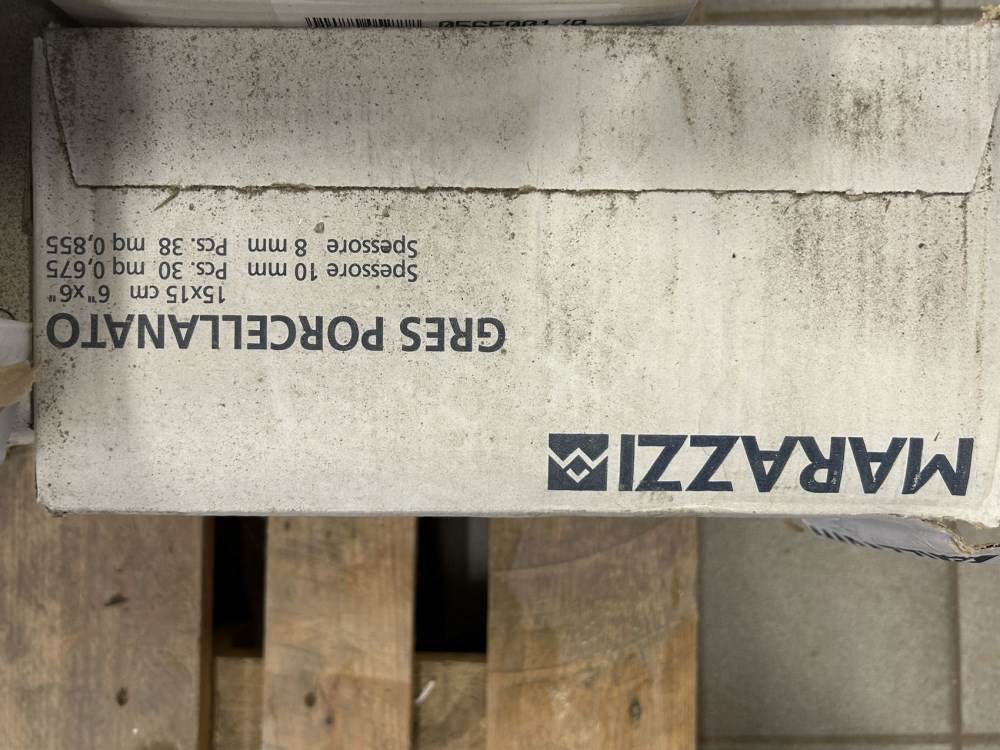 MARAZZI
GRES PORCELLANATO
15x15 cm 6"x6"
Spessore 10 mm Pcs. 30 mq 0,675
Spessore 8 mm Pcs. 38 mq 0,855